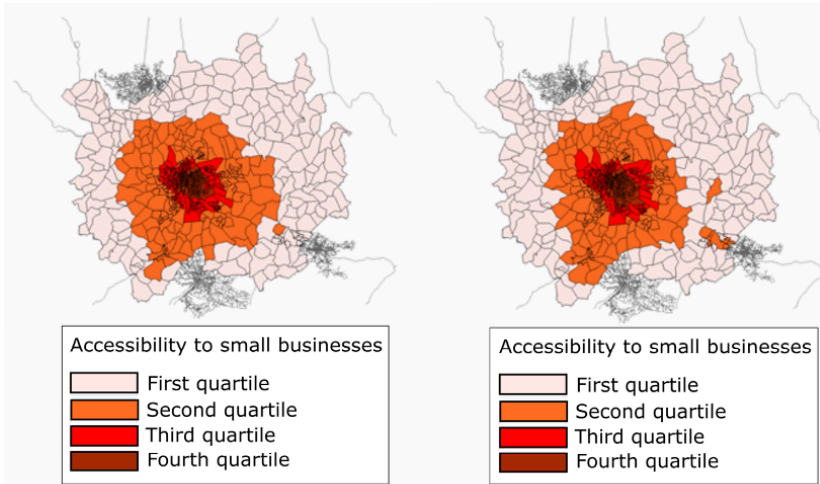 Accessibility to small businesses
First quartile
Second quartile
Third quartile
Fourth quartile
Accessibility to small businesses
First quartile
Second quartile
Third quartile
Fourth quartile